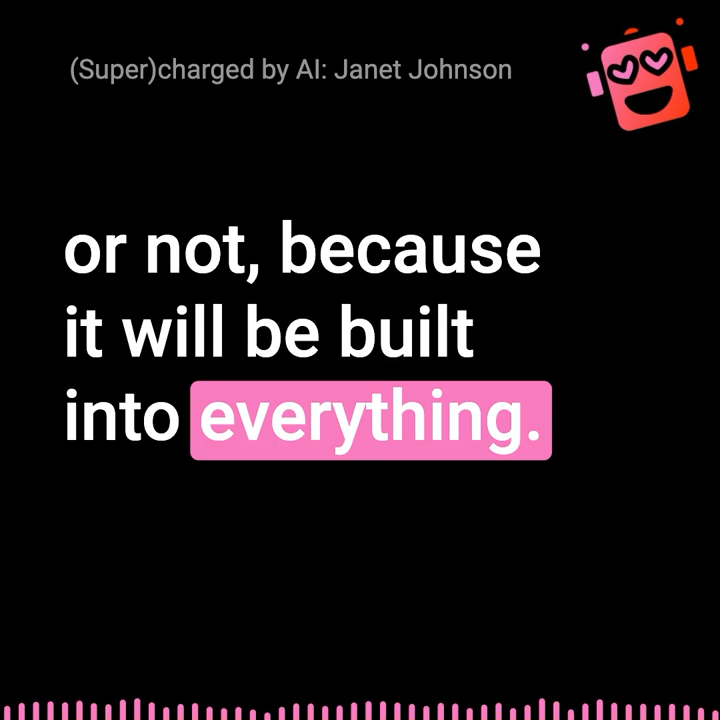 (Super)charged by AI: Janet Johnson
or not, because
it will be built
into everything.